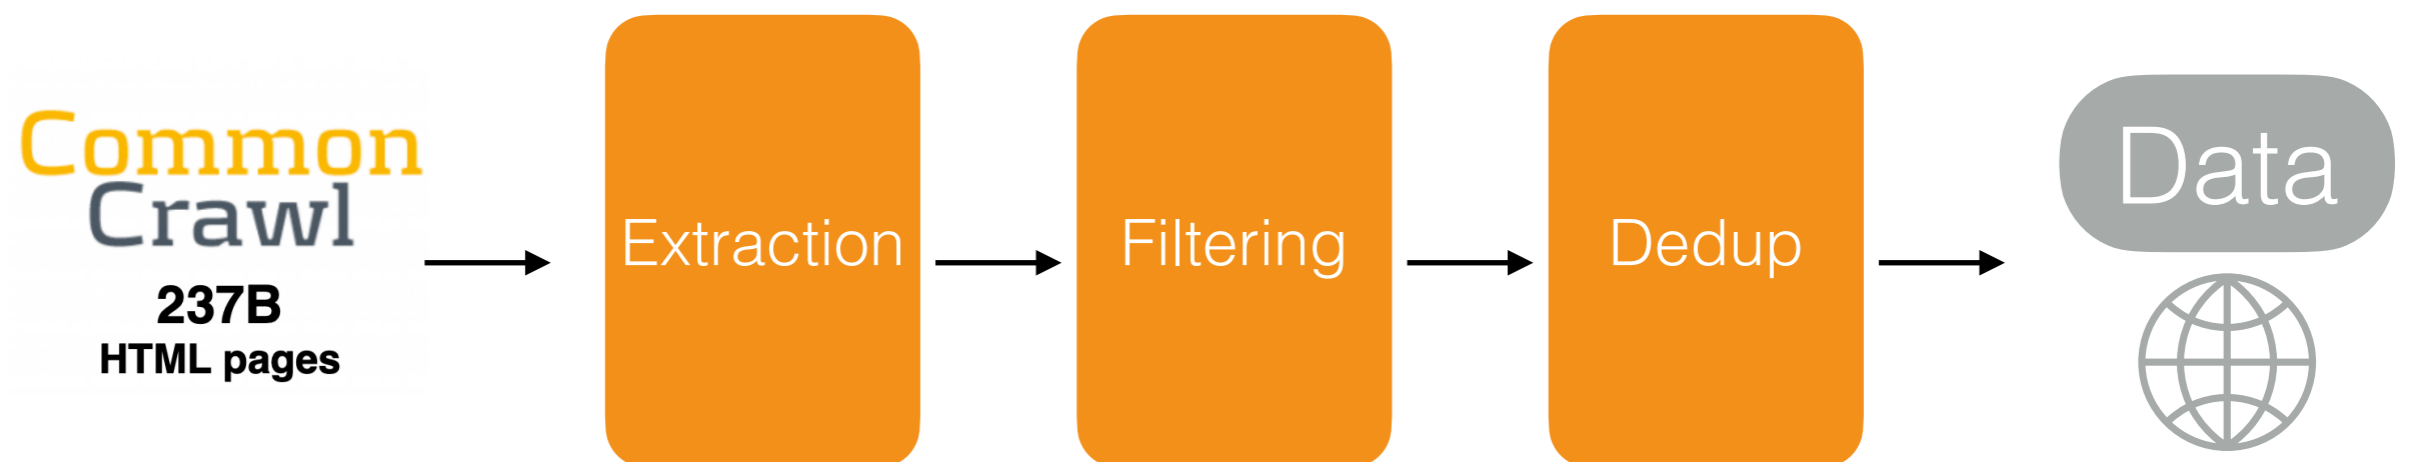 Common
Crawl
237B
HTML pages
Extraction
Filtering
Dedup
Data